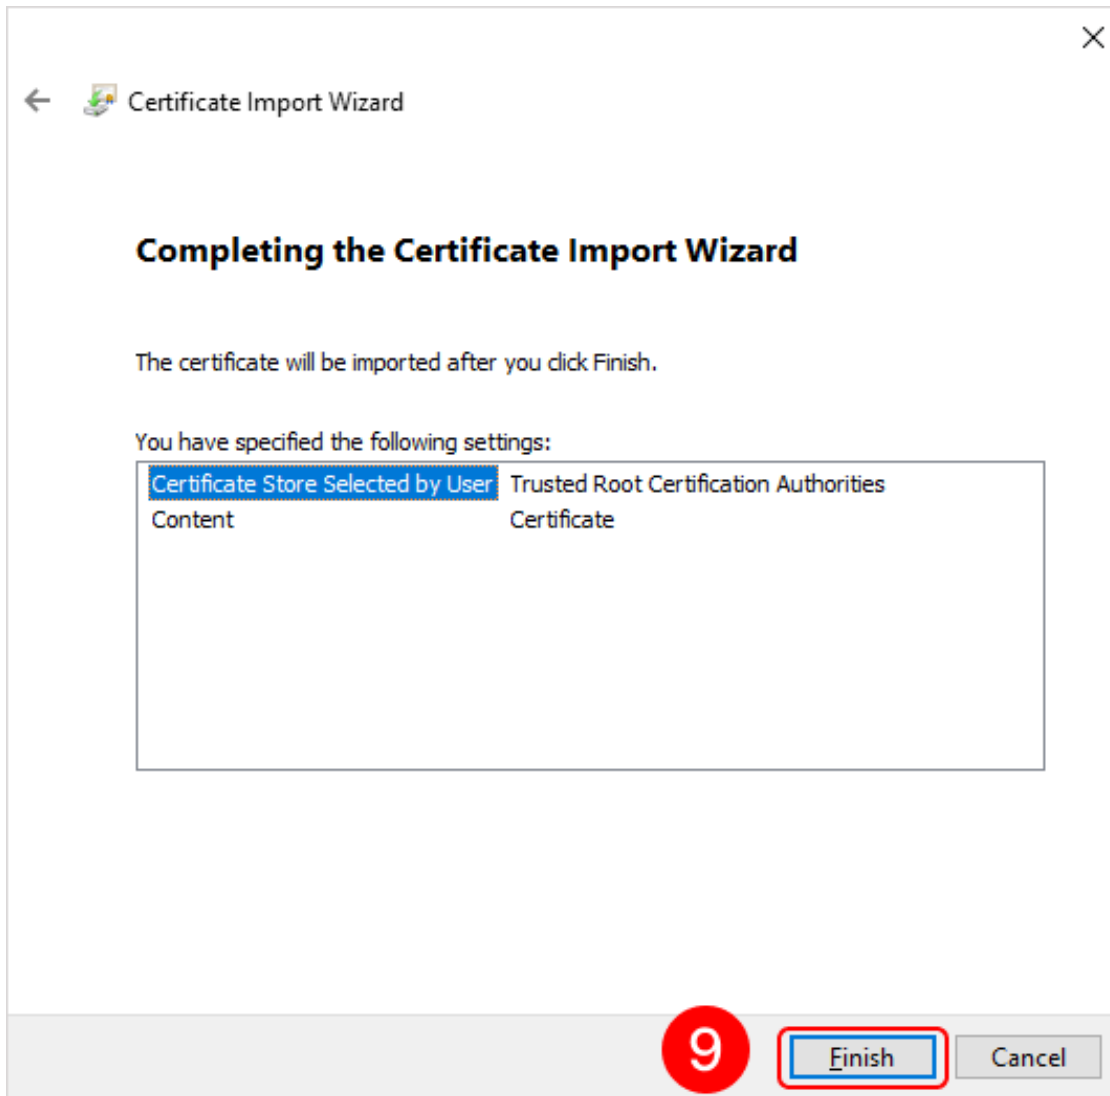 Certificate Import Wizard
Completing the Certificate Import Wizard
The certificate will be imported after you click Finish.
You have specified the following settings:
Certificate Store Selected by User Trusted Root Certification Authorities
Content Certificate
9 Finish Cancel